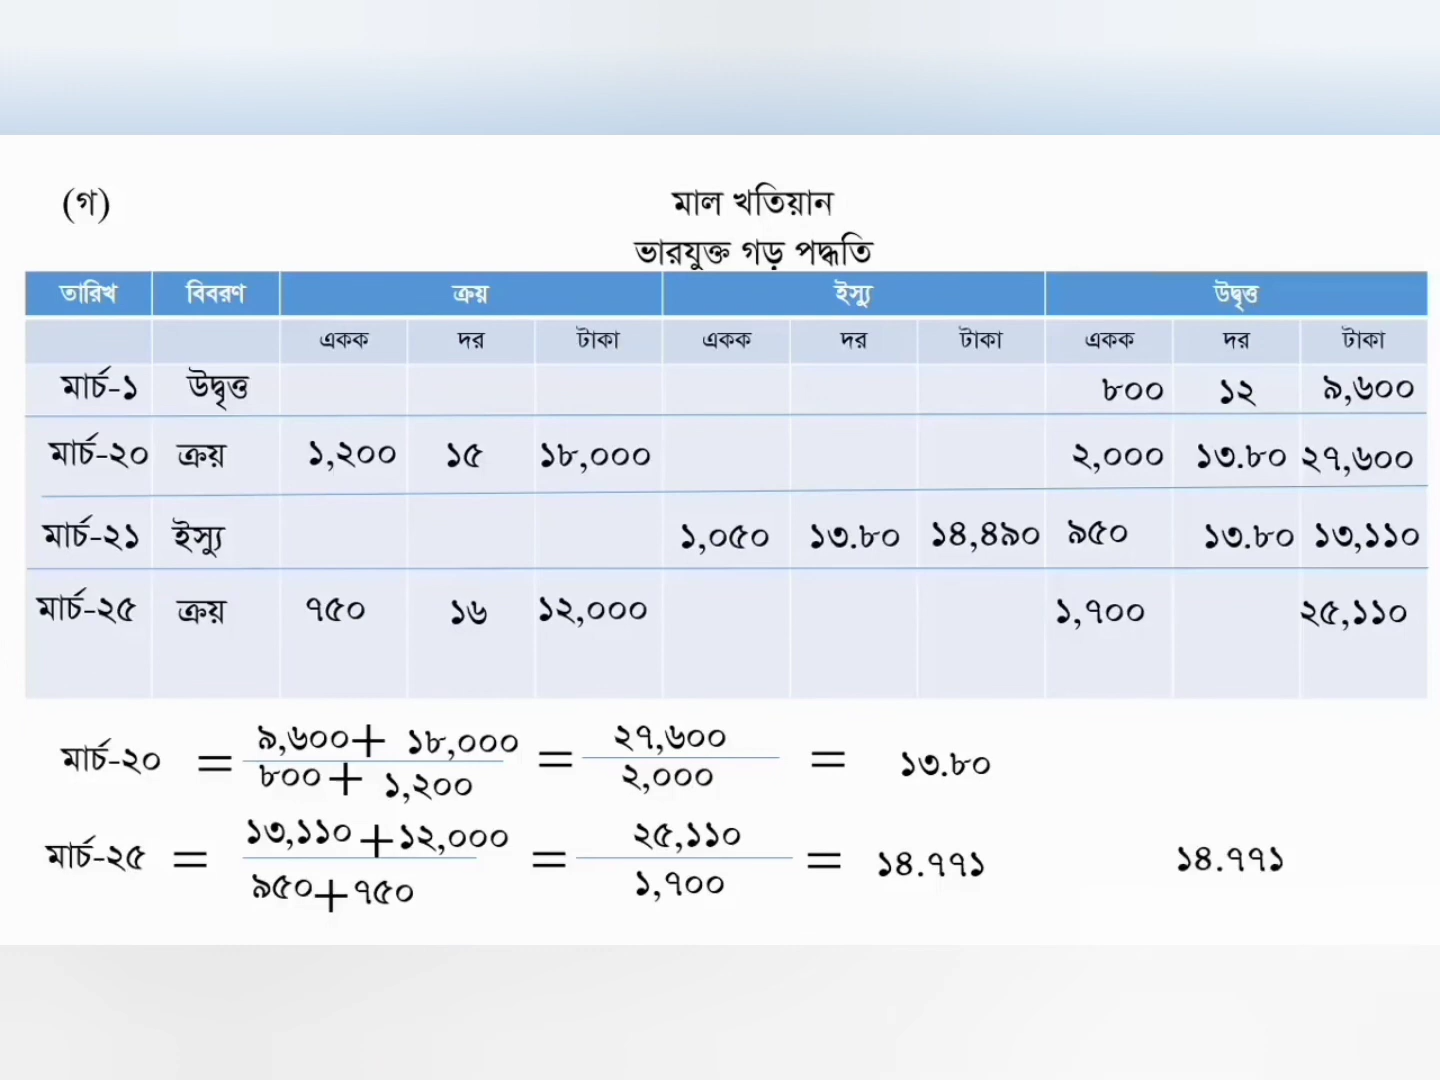 (গ) মাল খতিয়ান
ভারযুক্ত গড় পদ্ধতি
তারিখ বিবরণ ক্রয় ইস্যু উদ্বৃত্ত
একক দর টাকা একক দর টাকা একক দর টাকা
মার্চ-১ উদ্বৃত্ত ৮০০ ১২ ৯,৬০০
মার্চ-২০ ক্রয় ১,২০০ ১৫ ১৮,০০০ ২,০০০ ১৩.৮০ ২৭,৬০০
মার্চ-২১ ইস্যু ১,০৫০ ১৩.৮০ ১৪,৪৯০ ৯৫০ ১৩.৮০ ১৩,১১০
মার্চ-২৫ ক্রয় ৭৫০ ১৬ ১২,০০০ ১,৭০০ ২৫,১১০
৯,৬০০+ ১৮,০০০ ২৭,৬০০
মার্চ-২০ = = = ১৩.৮০
৮০০+ ১,২০০ ২,০০০
১৩,১১০+১২,০০০ ২৫,১১০
মার্চ-২৫ = = = ১৪.৭৭১ ১৪.৭৭১
৯৫০+৭৫০ ১,৭০০